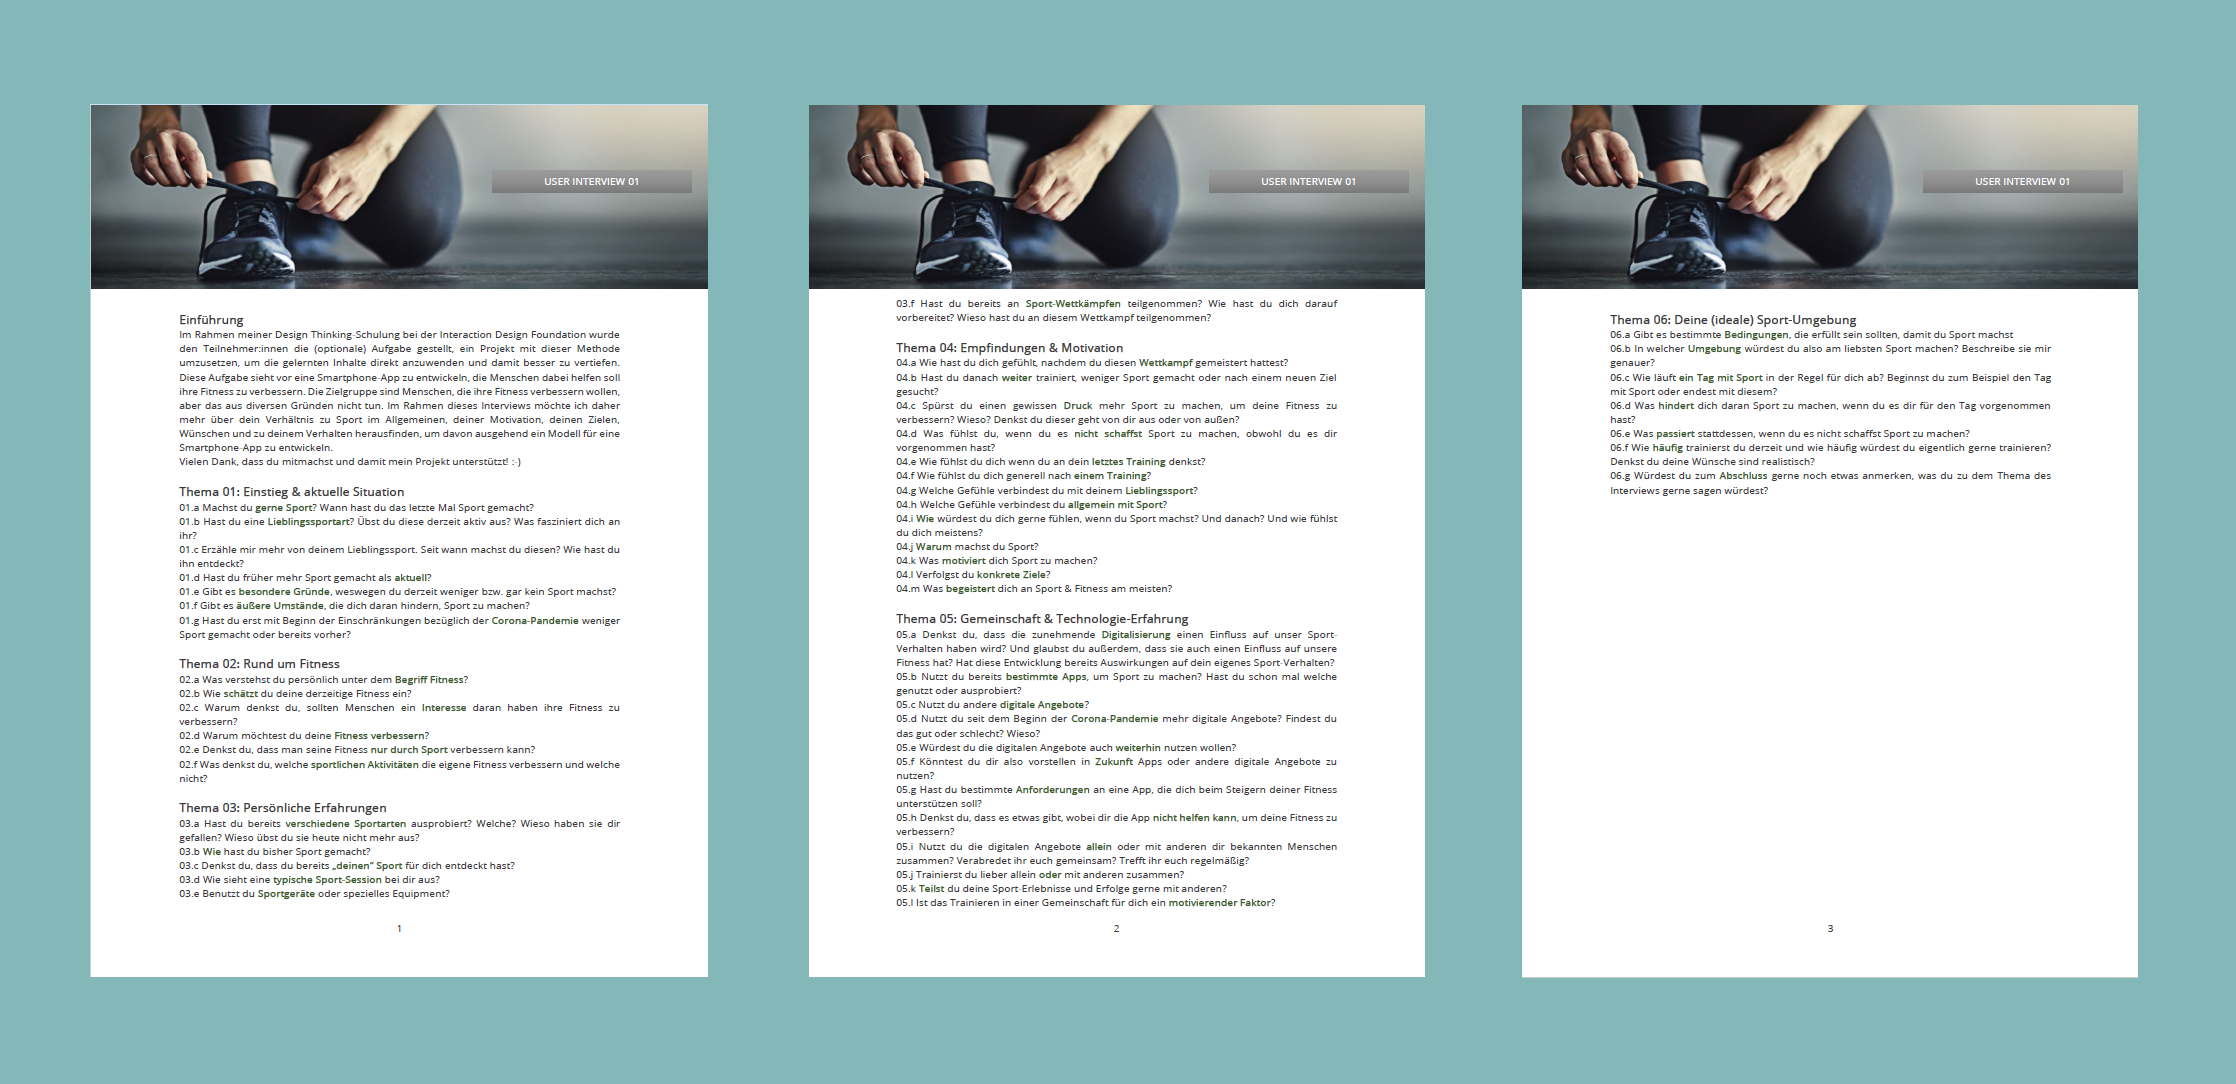 USER INTERVIEW 01
Einführung
Im Rahmen meiner Design Thinking-Schulung bei der Interaction Design Foundation wurde
den Teilnehmer:innen die (optionale) Aufgabe gestellt, ein Projekt mit dieser Methode
umzusetzen, um die gelernten Inhalte direkt anzuwenden und damit besser zu vertiefen.
Diese Aufgabe sieht vor eine Smartphone-App zu entwickeln, die Menschen dabei helfen soll
ihre Fitness zu verbessern. Die Zielgruppe sind Menschen, die ihre Fitness verbessern wollen,
aber das aus diversen Gründen nicht tun. Im Rahmen dieses Interviews möchte ich daher
mehr über dein Verhältnis zu Sport im Allgemeinen, deiner Motivation, deinen Zielen,
Wünschen und zu deinem Verhalten herausfinden, um davon ausgehend ein Modell für eine
Smartphone-App zu entwickeln.
Vielen Dank, dass du mitmachst und damit mein Projekt unterstützt! :-)
Thema 01: Einstieg & aktuelle Situation
01.a Machst du gerne Sport? Wann hast du das letzte Mal Sport gemacht?
01.b Hast du eine Lieblingssportart? Übst du diese derzeit aktiv aus? Was fasziniert dich an
ihr?
01.c Erzähle mir mehr von deinem Lieblingssport. Seit wann machst du diesen? Wie hast du
ihn entdeckt?
01.d Hast du früher mehr Sport gemacht als aktuell?
01.e Gibt es besondere Gründe, weswegen du derzeit weniger bzw. gar kein Sport machst?
01.f Gibt es äußere Umstände, die dich daran hindern, Sport zu machen?
01.g Hast du erst mit Beginn der Einschränkungen bezüglich der Corona-Pandemie weniger
Sport gemacht oder bereits vorher?
Thema 02: Rund um Fitness
02.a Was verstehst du persönlich unter dem Begriff Fitness?
02.b Wie schätzt du deine derzeitige Fitness ein?
02.c Warum denkst du, sollten Menschen ein Interesse daran haben ihre Fitness zu
verbessern?
02.d Warum möchtest du deine Fitness verbessern?
02.e Denkst du, dass man seine Fitness nur durch Sport verbessern kann?
02.f Was denkst du, welche sportlichen Aktivitäten die eigene Fitness verbessern und welche
nicht?
Thema 03: Persönliche Erfahrungen
03.a Hast du bereits verschiedene Sportarten ausprobiert? Welche? Wieso haben sie dir
gefallen? Wieso übst du sie heute nicht mehr aus?
03.b Wie hast du bisher Sport gemacht?
03.c Denkst du, dass du bereits „deinen“ Sport für dich entdeckt hast?
03.d Wie sieht eine typische Sport-Session bei dir aus?
03.e Benutzt du Sportgeräte oder spezielles Equipment?
1
USER INTERVIEW 01
03.f Hast du bereits an Sport-Wettkämpfen teilgenommen? Wie hast du dich darauf
vorbereitet? Wieso hast du an diesem Wettkampf teilgenommen?
Thema 04: Empfindungen & Motivation
04.a Wie hast du dich gefühlt, nachdem du diesen Wettkampf gemeistert hattest?
04.b Hast du danach weiter trainiert, weniger Sport gemacht oder nach einem neuen Ziel
gesucht?
04.c Spürst du einen gewissen Druck mehr Sport zu machen, um deine Fitness zu
verbessern? Wieso? Denkst du dieser geht von dir aus oder von außen?
04.d Was fühlst du, wenn du es nicht schaffst Sport zu machen, obwohl du es dir
vorgenommen hast?
04.e Wie fühlst du dich wenn du an dein letztes Training denkst?
04.f Wie fühlst du dich generell nach einem Training?
04.g Welche Gefühle verbindest du mit deinem Lieblingssport?
04.h Welche Gefühle verbindest du allgemein mit Sport?
04.i Wie würdest du dich gerne fühlen, wenn du Sport machst? Und danach? Und wie fühlst
du dich meistens?
04.j Warum machst du Sport?
04.k Was motiviert dich Sport zu machen?
04.l Verfolgst du konkrete Ziele?
04.m Was begeistert dich an Sport & Fitness am meisten?
Thema 05: Gemeinschaft & Technologie-Erfahrung
05.a Denkst du, dass die zunehmende Digitalisierung einen Einfluss auf unser Sport-
Verhalten haben wird? Und glaubst du außerdem, dass sie auch einen Einfluss auf unsere
Fitness hat? Hat diese Entwicklung bereits Auswirkungen auf dein eigenes Sport-Verhalten?
05.b Nutzt du bereits bestimmte Apps, um Sport zu machen? Hast du schon mal welche
genutzt oder ausprobiert?
05.c Nutzt du andere digitale Angebote?
05.d Nutzt du seit dem Beginn der Corona-Pandemie mehr digitale Angebote? Findest du
das gut oder schlecht? Wieso?
05.e Würdest du die digitalen Angebote auch weiterhin nutzen wollen?
05.f Könntest du dir also vorstellen in Zukunft Apps oder andere digitale Angebote zu
nutzen?
05.g Hast du bestimmte Anforderungen an eine App, die dich beim Steigern deiner Fitness
unterstützen soll?
05.h Denkst du, dass es etwas gibt, wobei dir die App nicht helfen kann, um deine Fitness zu
verbessern?
05.i Nutzt du die digitalen Angebote allein oder mit anderen dir bekannten Menschen
zusammen? Verabredet ihr euch gemeinsam? Trefft ihr euch regelmäßig?
05.j Trainierst du lieber allein oder mit anderen zusammen?
05.k Teilst du deine Sport-Erlebnisse und Erfolge gerne mit anderen?
05.l Ist das Trainieren in einer Gemeinschaft für dich ein motivierender Faktor?
2
USER INTERVIEW 01
Thema 06: Deine (ideale) Sport-Umgebung
06.a Gibt es bestimmte Bedingungen, die erfüllt sein sollten, damit du Sport machst
06.b In welcher Umgebung würdest du also am liebsten Sport machen? Beschreibe sie mir
genauer?
06.c Wie läuft ein Tag mit Sport in der Regel für dich ab? Beginnst du zum Beispiel den Tag
mit Sport oder endest mit diesem?
06.d Was hindert dich daran Sport zu machen, wenn du es dir für den Tag vorgenommen
hast?
06.e Was passiert stattdessen, wenn du es nicht schaffst Sport zu machen?
06.f Wie häufig trainierst du derzeit und wie häufig würdest du eigentlich gerne trainieren?
Denkst du deine Wünsche sind realistisch?
06.g Würdest du zum Abschluss gerne noch etwas anmerken, was du zu dem Thema des
Interviews gerne sagen würdest?
3